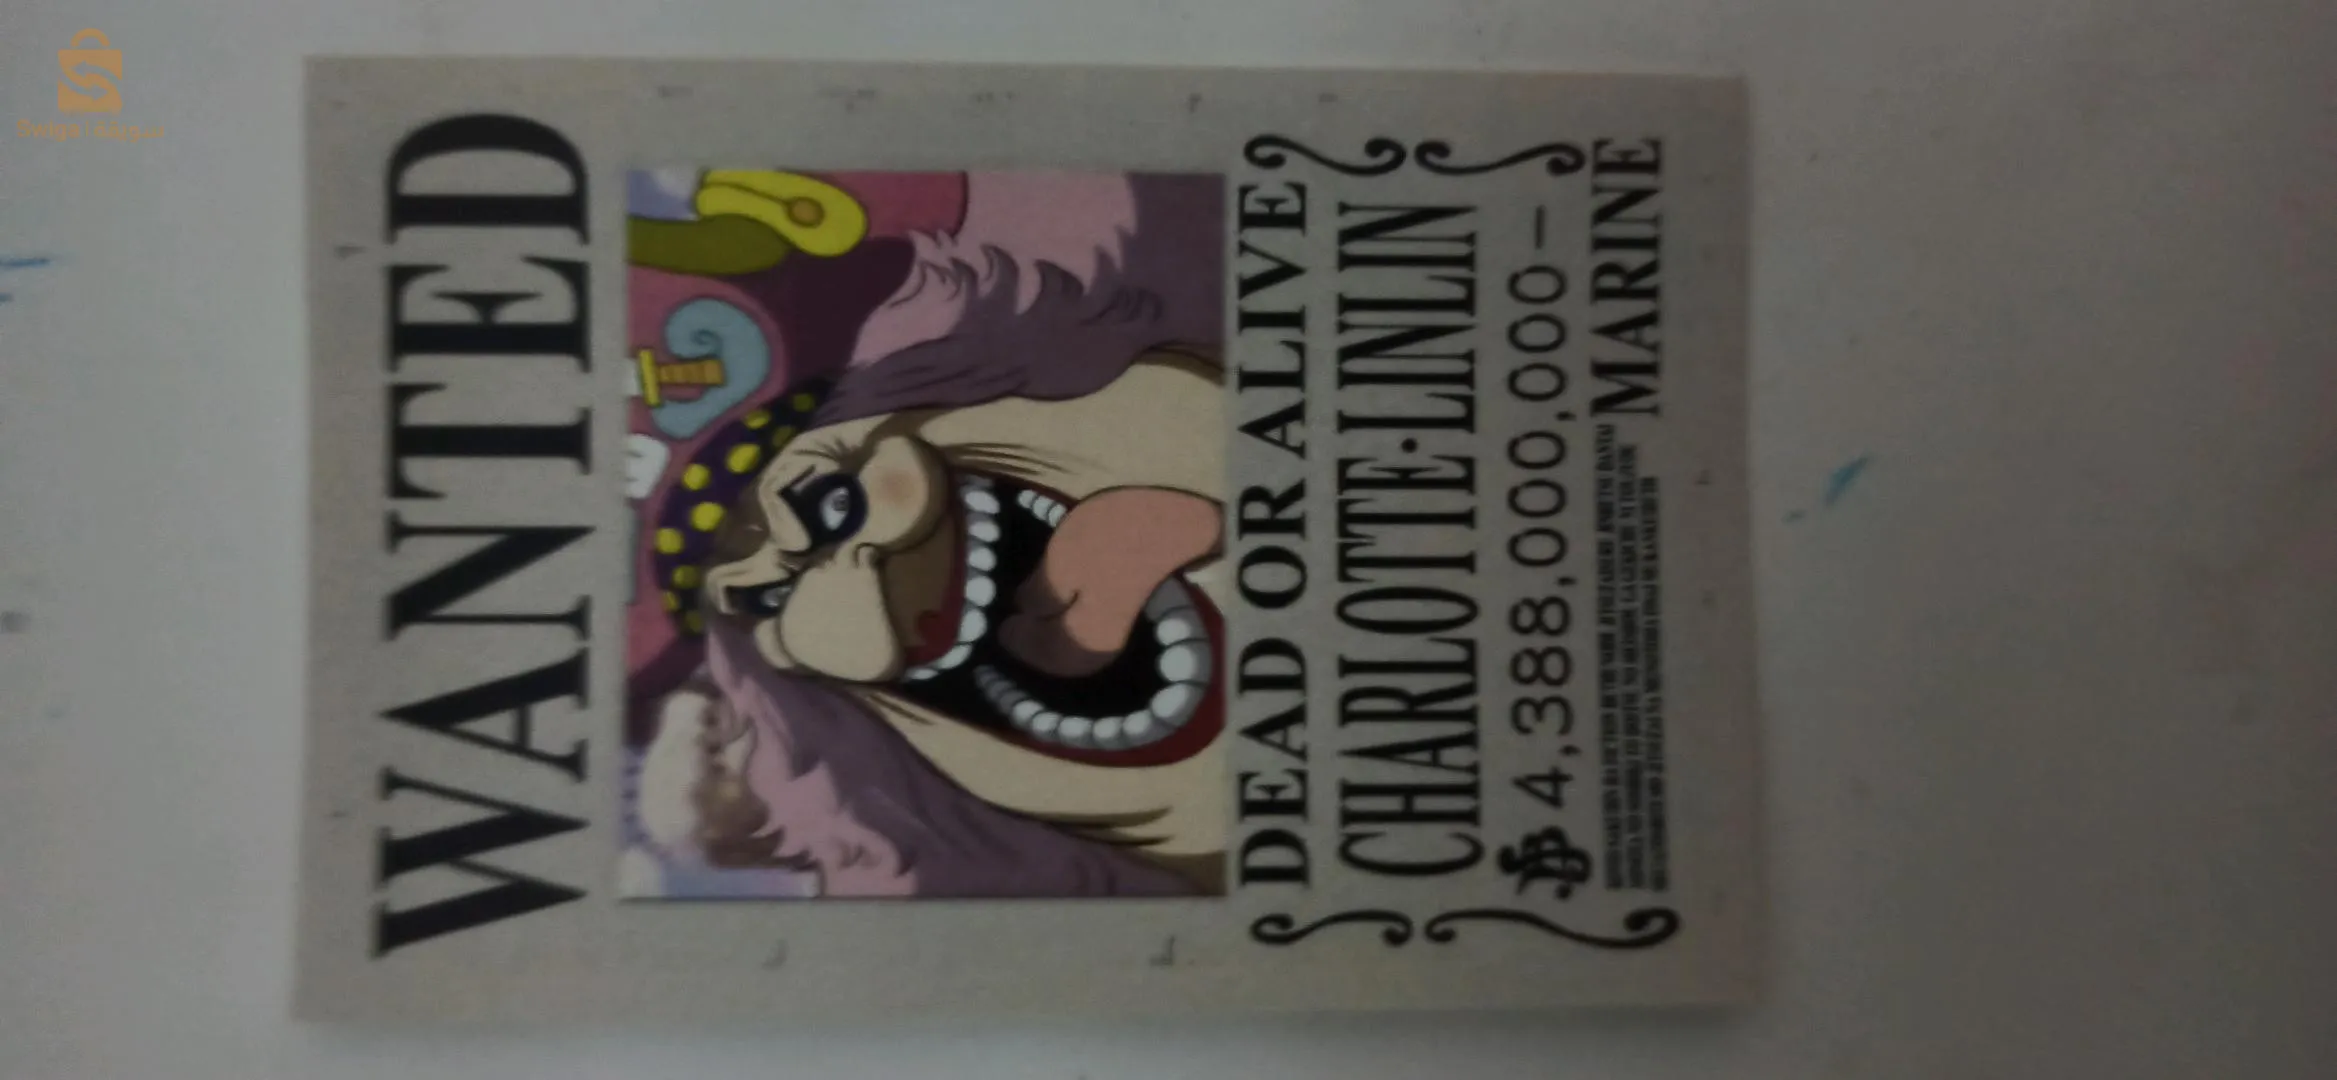 WANTED
DEAD OR ALIVE
CHARLOTTE·LINLIN
฿ 4,388,000,000-
MARINE